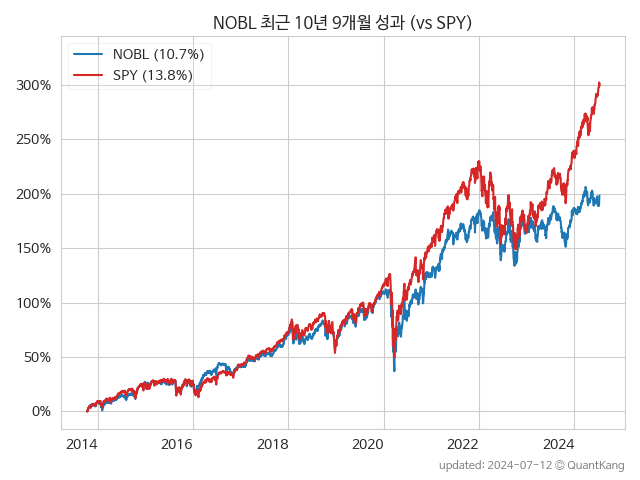 NOBL 최근 10년 9개월 성과 (vs SPY)
NOBL (10.7%)
SPY (13.8%)
300%
250%
200%
150%
100%
50%
0%
2014 2016 2018 2020 2022 2024
updated: 2024-07-12 © QuantKang